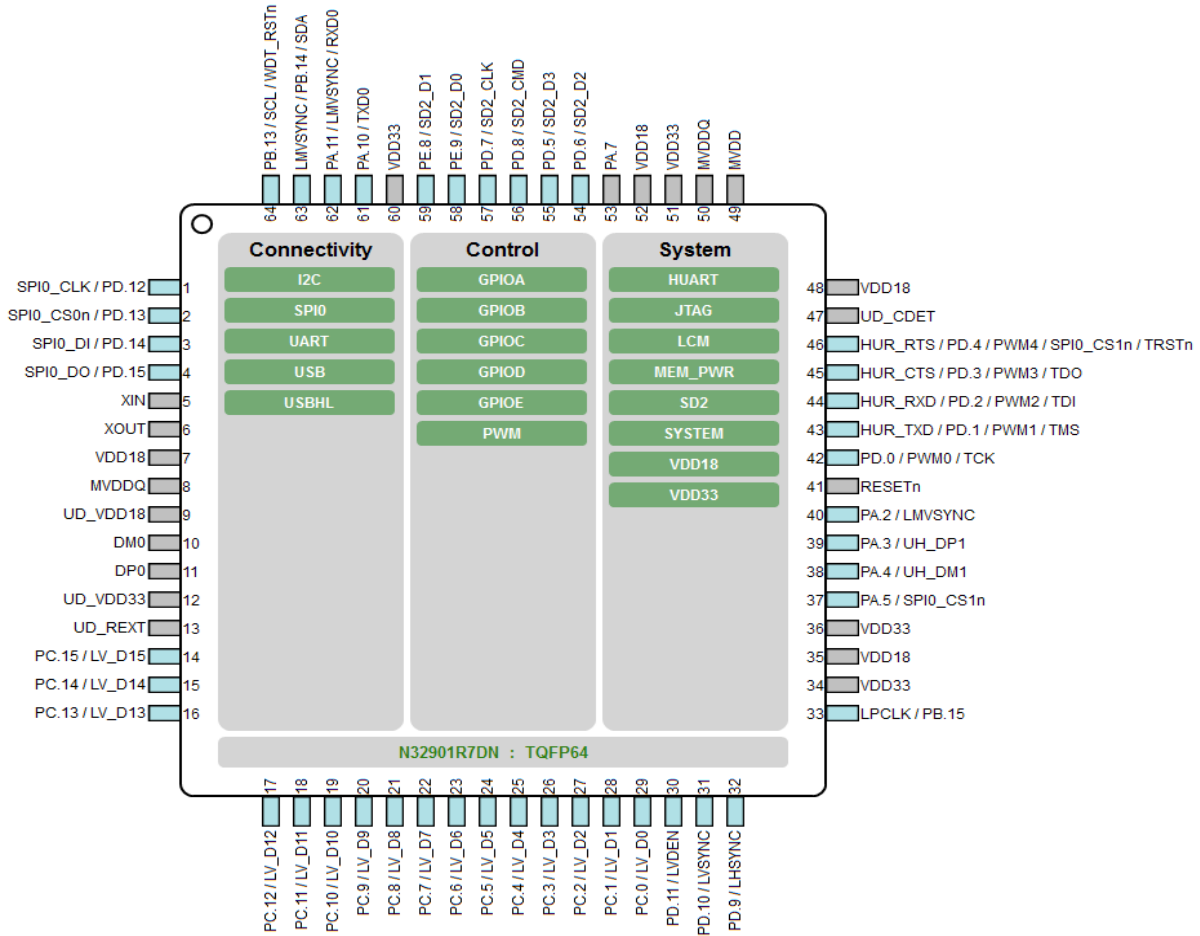 PB.13 / SCL / WDT_RSTn
LMVSYNC / PB.14 / SDA
PA.11 / LMVSYNC / RXD0
PA.10 / TXD0
VDD33
PE.8 / SD2_D1
PE.9 / SD2_D0
PD.7 / SD2_CLK
PD.8 / SD2_CMD
PD.5 / SD2_D3
PD.6 / SD2_D2
PA.7
VDD18
VDD33
MVDDQ
MVDD
64
63
62
61
60
59
58
57
56
55
54
53
52
51
50
49
SPI0_CLK / PD.12 1
SPI0_CS0n / PD.13 2
SPI0_DI / PD.14 3
SPI0_DO / PD.15 4
XIN 5
XOUT 6
VDD18 7
MVDDQ 8
UD_VDD18 9
DM0 10
DP0 11
UD_VDD33 12
UD_REXT 13
PC.15 / LV_D15 14
PC.14 / LV_D14 15
PC.13 / LV_D13 16
Connectivity
I2C
SPI0
UART
USB
USBHL
Control
GPIOA
GPIOB
GPIOC
GPIOD
GPIOE
PWM
System
HUART
JTAG
LCM
MEM_PWR
SD2
SYSTEM
VDD18
VDD33
48 VDD18
47 UD_CDET
46 HUR_RTS / PD.4 / PWM4 / SPI0_CS1n / TRSTn
45 HUR_CTS / PD.3 / PWM3 / TDO
44 HUR_RXD / PD.2 / PWM2 / TDI
43 HUR_TXD / PD.1 / PWM1 / TMS
42 PD.0 / PWM0 / TCK
41 RESETn
40 PA.2 / LMVSYNC
39 PA.3 / UH_DP1
38 PA.4 / UH_DM1
37 PA.5 / SPI0_CS1n
36 VDD33
35 VDD18
34 VDD33
33 LPCLK / PB.15
N32901R7DN : TQFP64
17
18
19
20
21
22
23
24
25
26
27
28
29
30
31
32
PC.12 / LV_D12
PC.11 / LV_D11
PC.10 / LV_D10
PC.9 / LV_D9
PC.8 / LV_D8
PC.7 / LV_D7
PC.6 / LV_D6
PC.5 / LV_D5
PC.4 / LV_D4
PC.3 / LV_D3
PC.2 / LV_D2
PC.1 / LV_D1
PC.0 / LV_D0
PD.11 / LVDEN
PD.10 / LVSYNC
PD.9 / LHSYNC